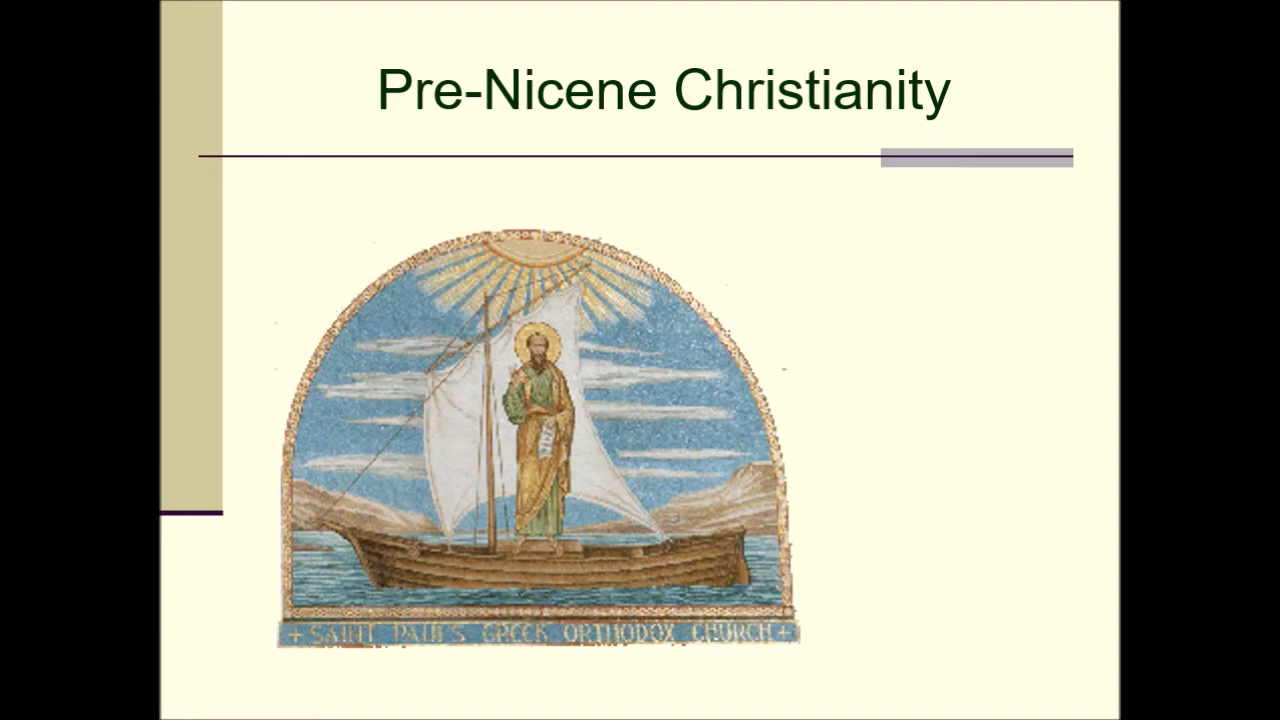 Pre-Nicene Christianity
+ SAINT PAUL'S GREEK ORTHODOX CHURCH +